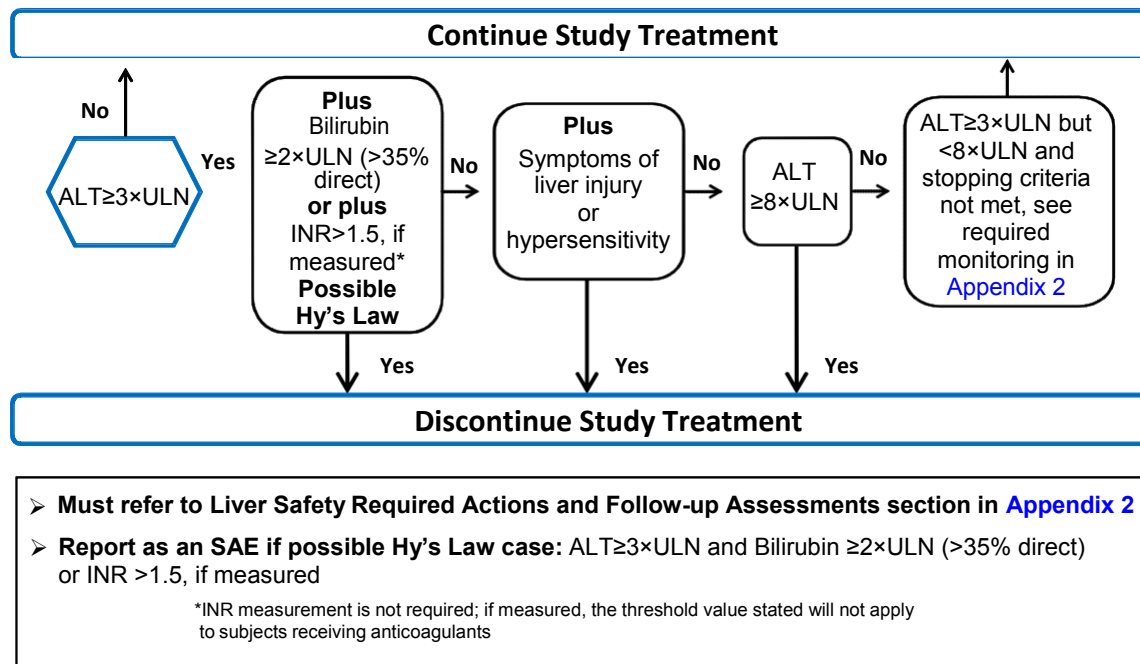 Continue Study Treatment
No
ALT≥3×ULN
Yes
Plus
Bilirubin
≥2×ULN (>35%
direct)
or plus
INR>1.5, if
measured*
Possible
Hy’s Law
No
Yes
Plus
Symptoms of
liver injury
or
hypersensitivity
No
Yes
ALT
≥8×ULN
No
Yes
ALT≥3×ULN but
<8×ULN and
stopping criteria
not met, see
required
monitoring in
Appendix 2
Discontinue Study Treatment
➢ Must refer to Liver Safety Required Actions and Follow-up Assessments section in Appendix 2
➢ Report as an SAE if possible Hy’s Law case: ALT≥3×ULN and Bilirubin ≥2×ULN (>35% direct)
or INR >1.5, if measured
*INR measurement is not required; if measured, the threshold value stated will not apply
to subjects receiving anticoagulants